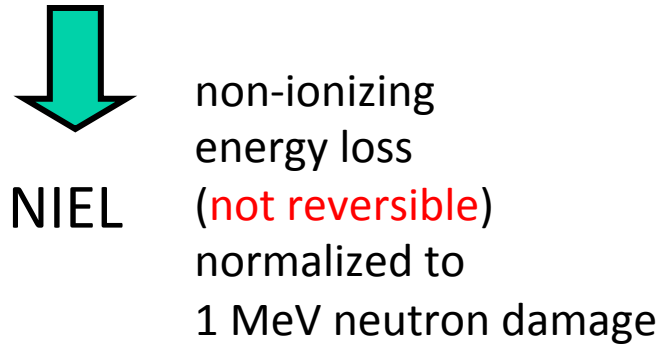 NIEL
non-ionizing
energy loss
(not reversible)
normalized to
1 MeV neutron damage